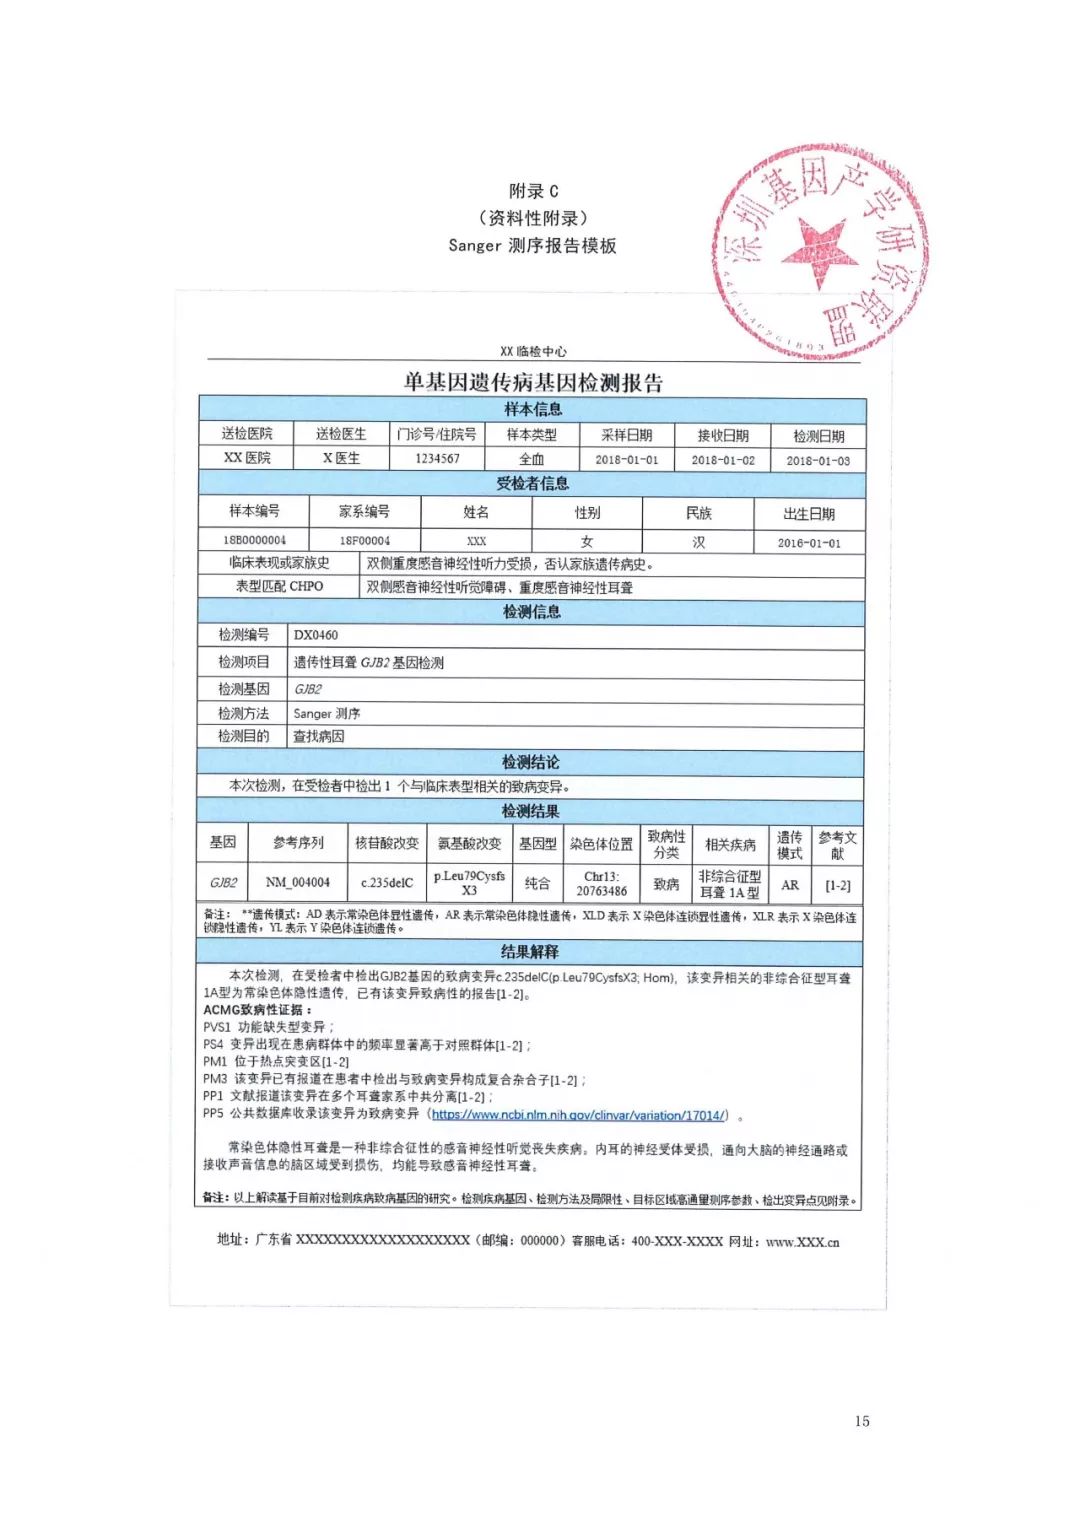 附录 C
（资料性附录）
Sanger 测序报告模板
深圳基因产学研资联盟
XX 临检中心
单基因遗传病基因检测报告
样本信息
送检医院 送检医生 门诊号/住院号 样本类型 采样日期 接收日期 检测日期
XX 医院 X 医生 1234567 全血 2018-01-01 2018-01-02 2018-01-03
受检者信息
样本编号 家系编号 姓名 性别 民族 出生日期
18B0000004 18F00004 XXX 女 汉 2016-01-01
临床表现或家族史 双侧重度感音神经性听力受损，否认家族遗传病史。
表型匹配 CHPO 双侧感音神经性听觉障碍、重度感音神经性耳聋
检测信息
检测编号 DX0460
检测项目 遗传性耳聋 GJB2 基因检测
检测基因 GJB2
检测方法 Sanger 测序
检测目的 查找病因
检测结论
本次检测，在受检者中检出 1 个与临床表型相关的致病变异。
检测结果
基因 参考序列 核苷酸改变 氨基酸改变 基因型 染色体位置 致病性分类 相关疾病 遗传模式 参考文献
GJB2 NM_004004 c.235delC p.Leu79CysfsX3 纯合 Chr13:20763486 致病 非综合征型耳聋 1A 型 AR [1-2]
备注： **遗传模式：AD 表示常染色体显性遗传，AR 表示常染色体隐性遗传，XLD 表示 X 染色体连锁显性遗传，XLR 表示 X 染色体连
锁隐性遗传，YL 表示 Y 染色体连锁遗传。
结果解释
本次检测，在受检者中检出GJB2基因的致病变异c.235delC(p.Leu79CysfsX3; Hom)，该变异相关的非综合征型耳聋
1A型为常染色体隐性遗传，已有该变异致病性的报告[1-2]。
ACMG致病性证据：
PVS1 功能缺失型变异；
PS4 变异出现在患病群体中的频率显著高于对照群体[1-2]；
PM1 位于热点突变区[1-2]
PM3 该变异已有报道在患者中检出与致病变异构成复合杂合子[1-2]；
PP1 文献报道该变异在多个耳聋家系中共分离[1-2]；
PP5 公共数据库收录该变异为致病变异（https://www.ncbi.nlm.nih.gov/clinvar/variation/17014/）。
常染色体隐性耳聋是一种非综合征性的感音神经性听觉丧失疾病。内耳的神经受体受损，通向大脑的神经通路或
接收声音信息的脑区域受到损伤，均能导致感音神经性耳聋。
备注：以上解读基于目前对检测疾病致病基因的研究。检测疾病基因、检测方法及局限性、目标区域高通量测序参数、检出变异点见附录。
地址：广东省 XXXXXXXXXXXXXXXXXXX（邮编：000000）客服电话：400-XXX-XXXX 网址：www.XXX.cn
15